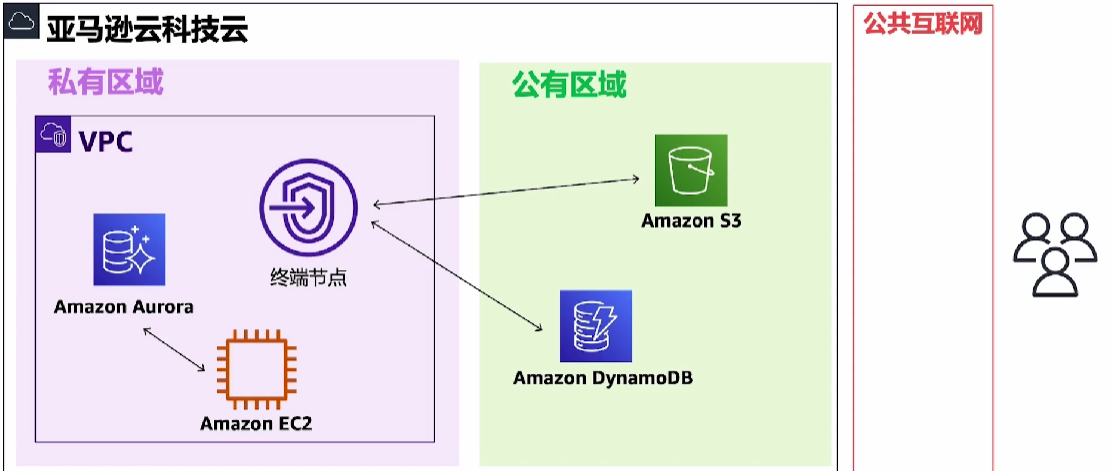 亚马逊云科技云
公共互联网
私有区域
公有区域
VPC
Amazon S3
终端节点
Amazon Aurora
Amazon DynamoDB
Amazon EC2